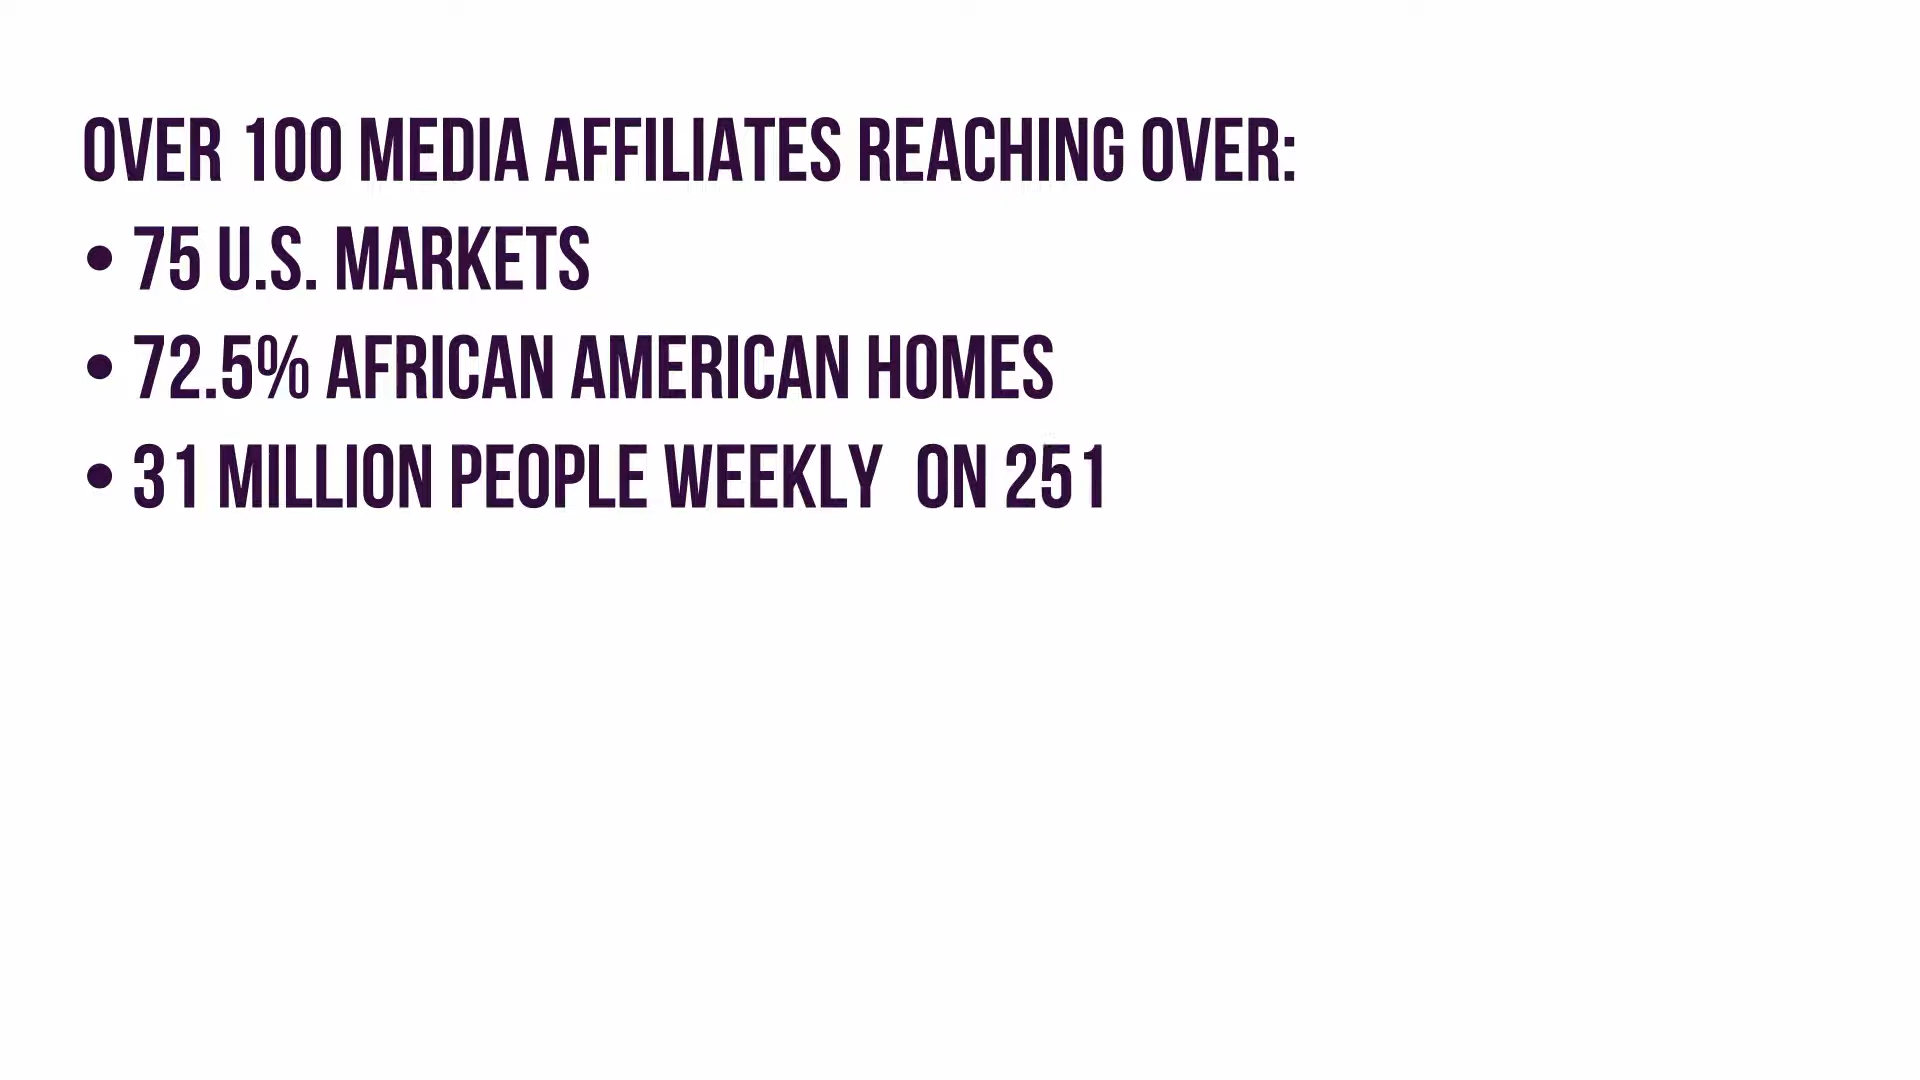 OVER 100 MEDIA AFFILIATES REACHING OVER:
• 75 U.S. MARKETS
• 72.5% AFRICAN AMERICAN HOMES
• 31 MILLION PEOPLE WEEKLY  ON 251